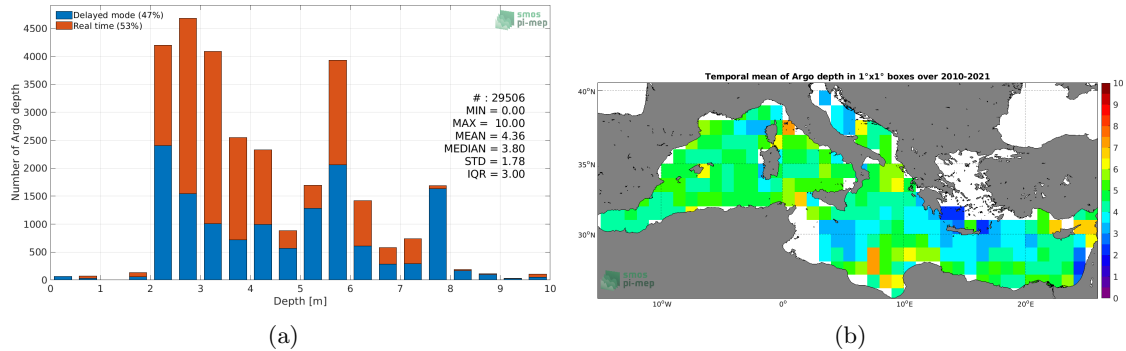 Delayed mode (47%)
Real time (53%)
smos
pi-mep
4500
4000
3500
3000
2500
2000
1500
1000
500
0
Number of Argo depth
# : 29506
MIN = 0.00
MAX = 10.00
MEAN = 4.36
MEDIAN = 3.80
STD = 1.78
IQR = 3.00
0 1 2 3 4 5 6 7 8 9 10
Depth [m]
(a)
Temporal mean of Argo depth in 1°x1° boxes over 2010-2021
40°N
35°N
30°N
10°W 0° 10°E 20°E
smos
pi-mep
10
9
8
7
6
5
4
3
2
1
0
(b)